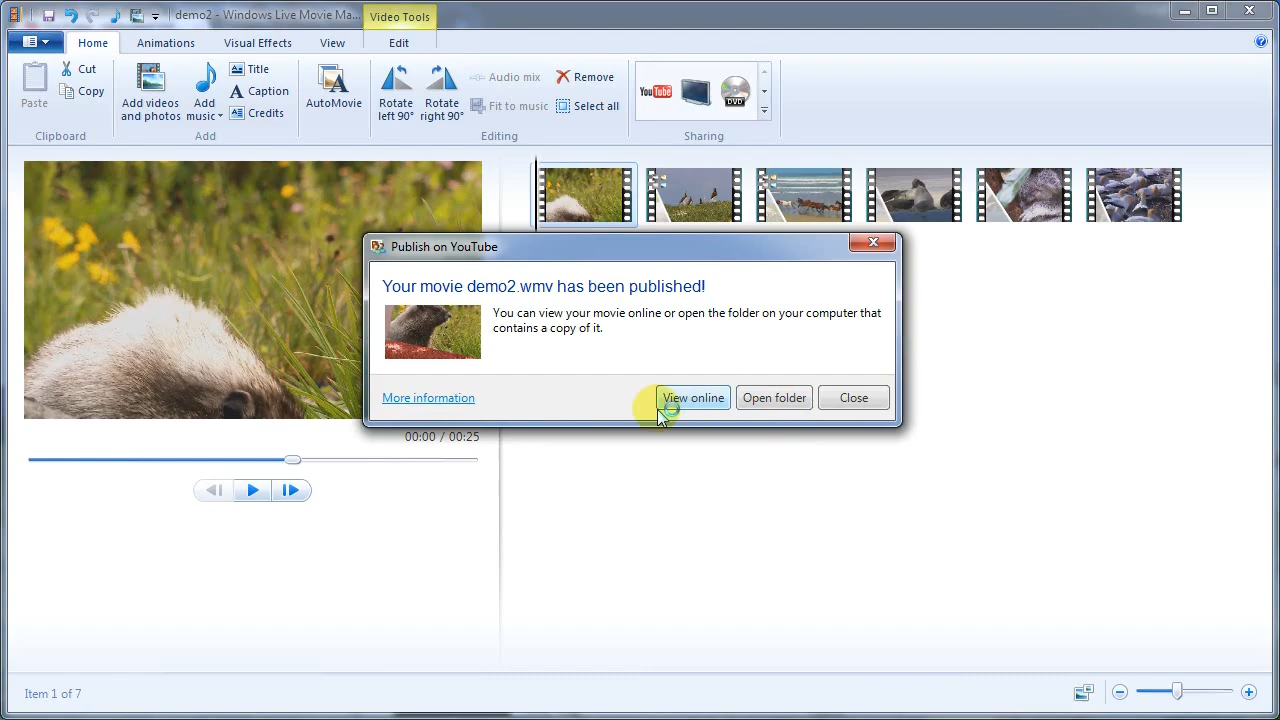 demo2 - Windows Live Movie Ma...
Video Tools
Home
Animations
Visual Effects
View
Edit
Paste
Cut
Copy
Clipboard
Add videos
and photos
Add
music
Title
Caption
Credits
Add
AutoMovie
Rotate
left 90°
Rotate
right 90°
Audio mix
Fit to music
Remove
Select all
Editing
YouTube
DVD
Sharing
Publish on YouTube
Your movie demo2.wmv has been published!
You can view your movie online or open the folder on your computer that
contains a copy of it.
More information
View online
Open folder
Close
00:00 / 00:25
Item 1 of 7